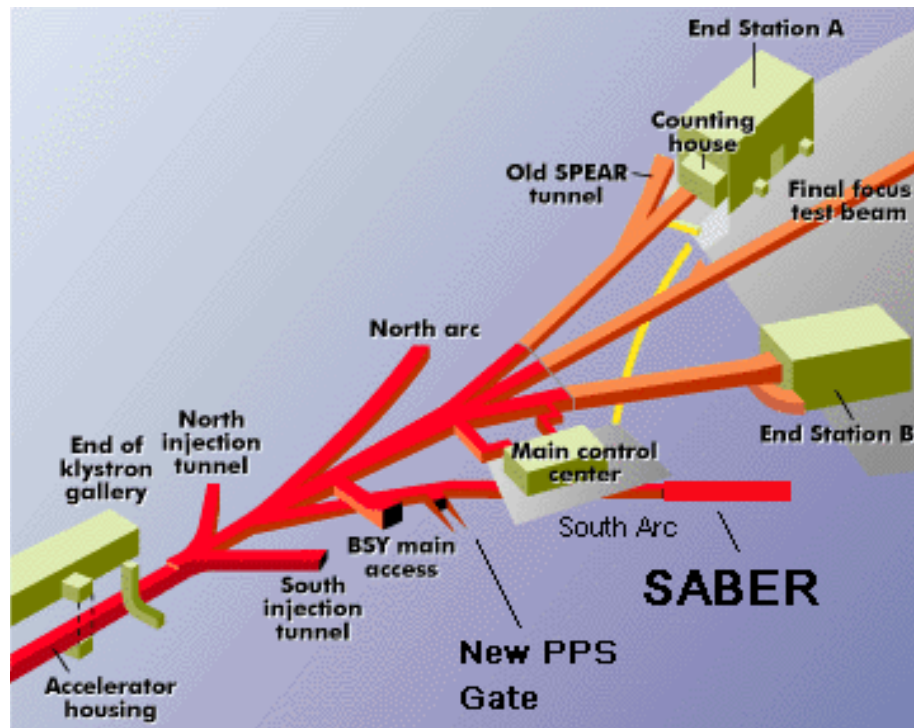 End Station A
Counting
house
Old SPEAR
tunnel
Final focus
test beam
North arc
North
injection
tunnel
End of
klystron
gallery
Main control
center
End Station B
South Arc
BSY main
access
SABER
South
injection
tunnel
New PPS
Gate
Accelerator
housing